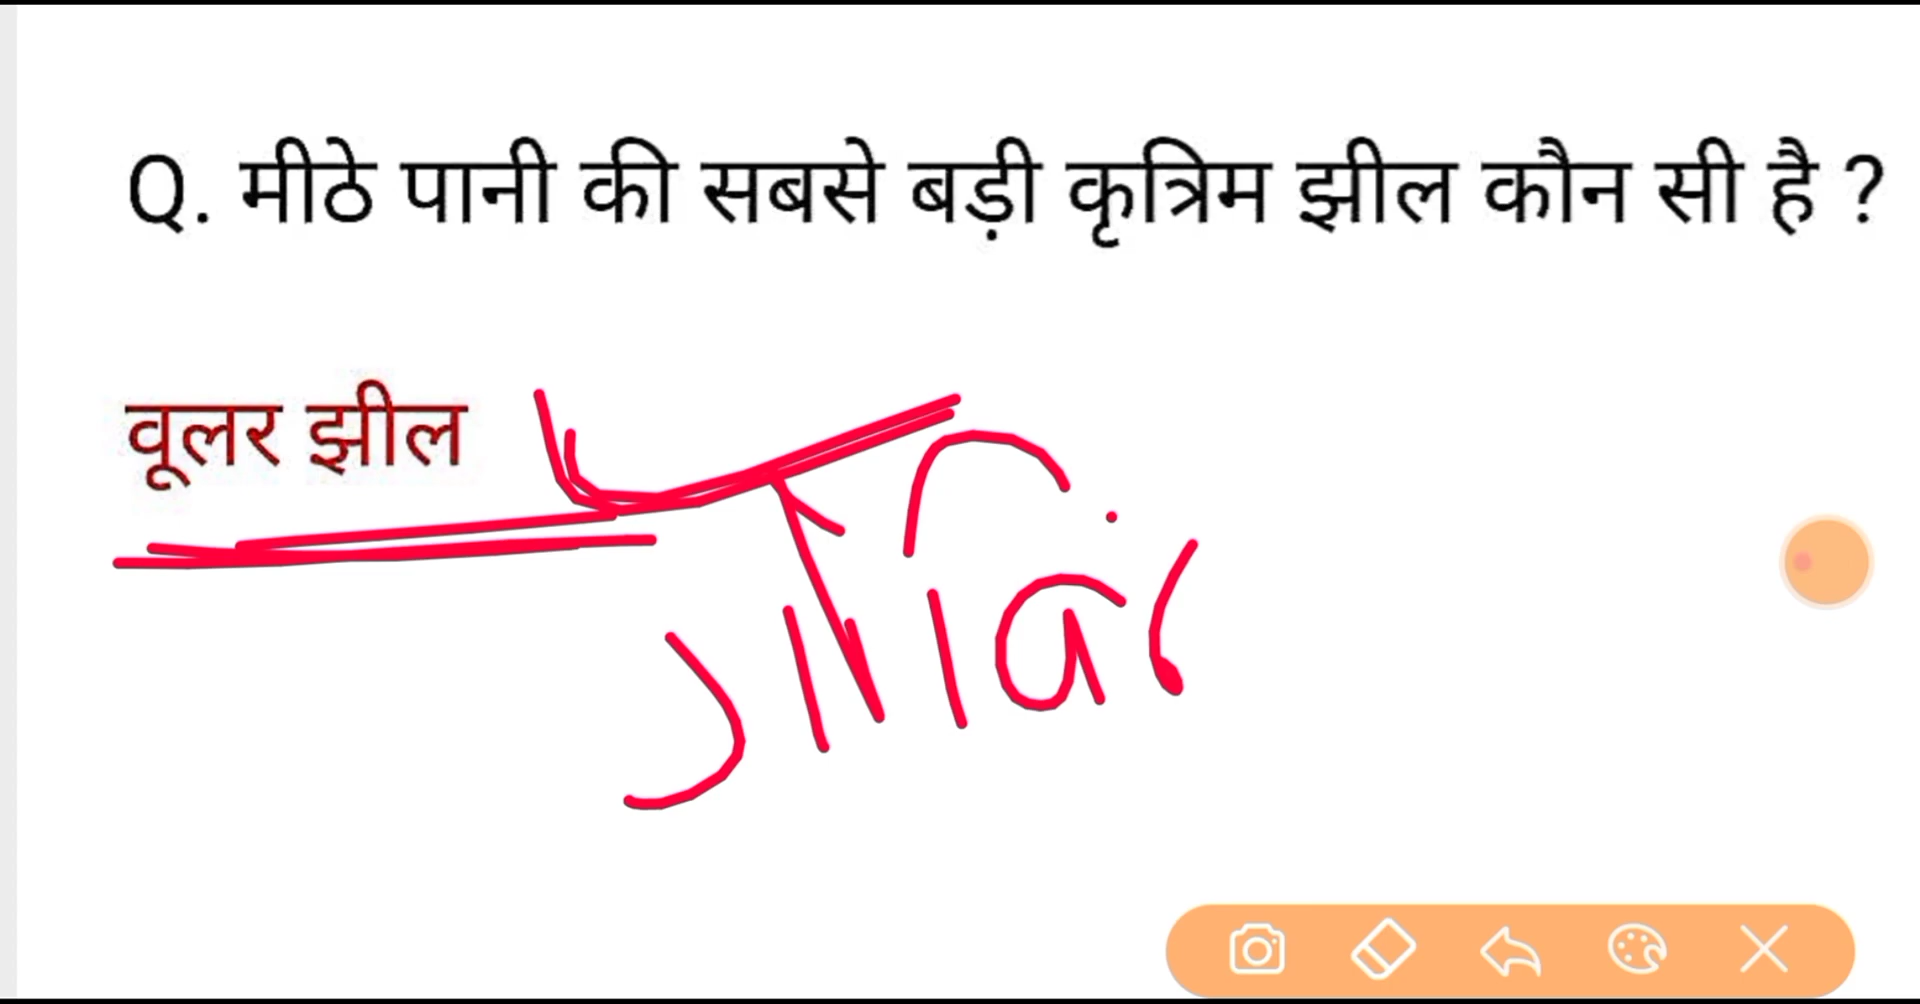 Q. मीठे पानी की सबसे बड़ी कृत्रिम झील कौन सी है ?
वूलर झील